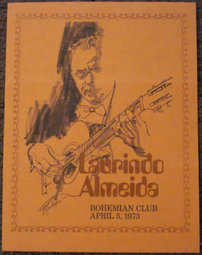 Laurindo
Almeida
BOHEMIAN CLUB
APRIL 5, 1973